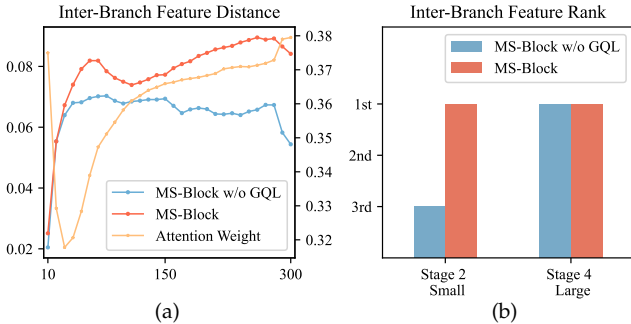 Inter-Branch Feature Distance
0.08
0.06
0.04
0.02
0.38
0.37
0.36
0.35
0.34
0.33
0.32
MS-Block w/o GQL
MS-Block
Attention Weight
10 150 300
(a)
Inter-Branch Feature Rank
MS-Block w/o GQL
MS-Block
1st
2nd
3rd
Stage 2 Stage 4
Small Large
(b)